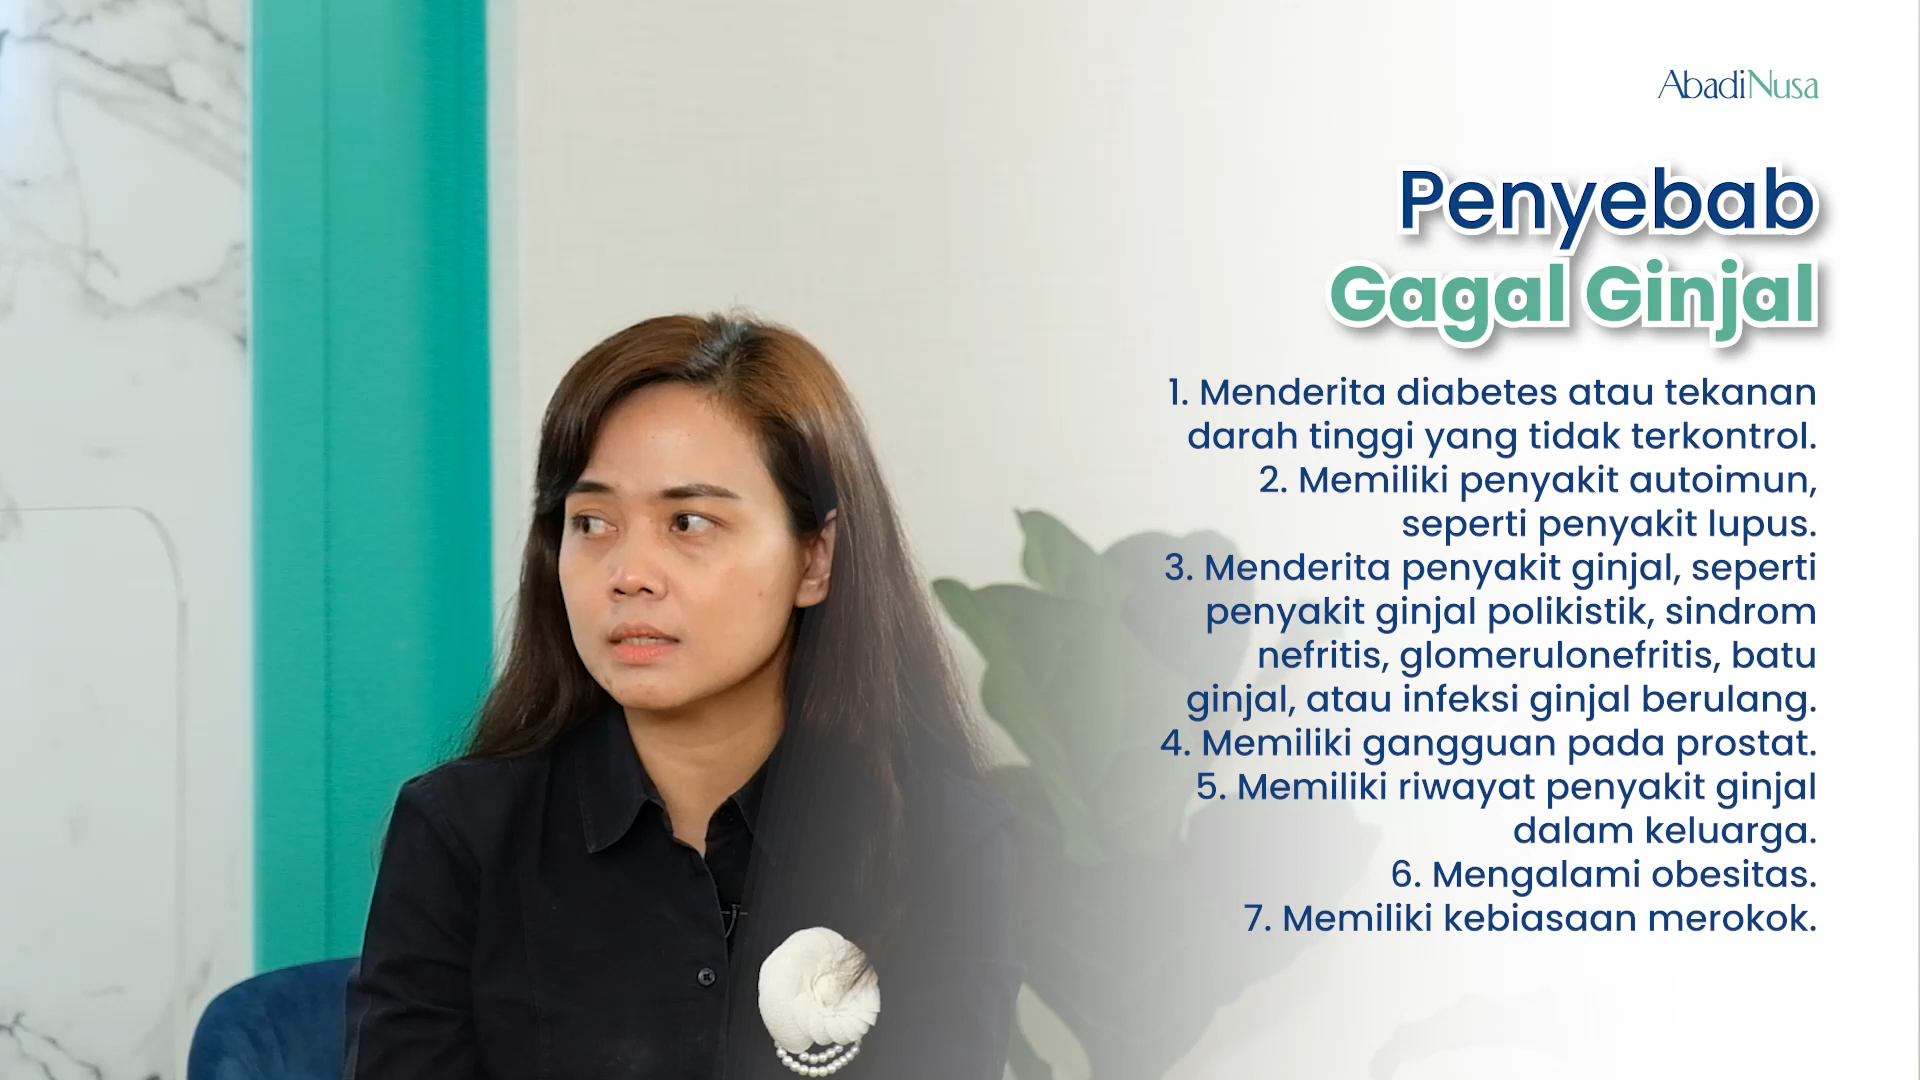 AbadiNusa
Penyebab
Gagal Ginjal
1. Menderita diabetes atau tekanan
darah tinggi yang tidak terkontrol.
2. Memiliki penyakit autoimun,
seperti penyakit lupus.
3. Menderita penyakit ginjal, seperti
penyakit ginjal polikistik, sindrom
nefritis, glomerulonefritis, batu
ginjal, atau infeksi ginjal berulang.
4. Memiliki gangguan pada prostat.
5. Memiliki riwayat penyakit ginjal
dalam keluarga.
6. Mengalami obesitas.
7. Memiliki kebiasaan merokok.